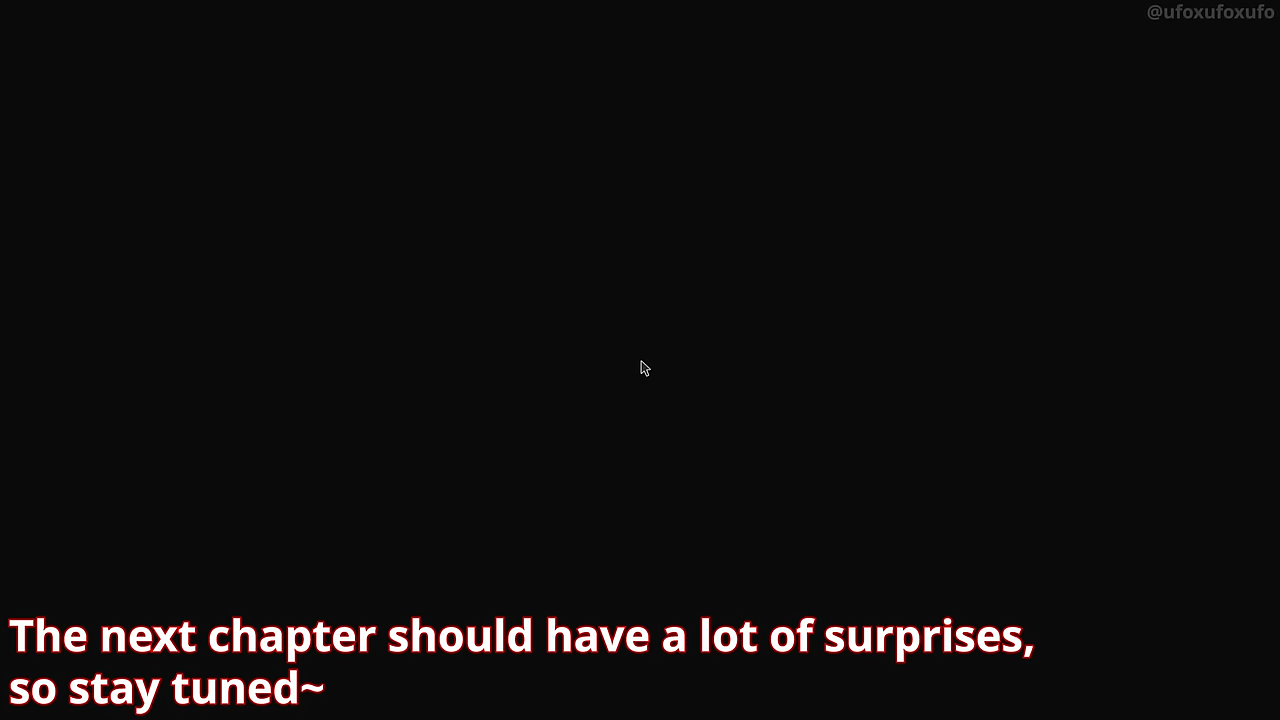 @ufoxufoxufo
The next chapter should have a lot of surprises,
so stay tuned~